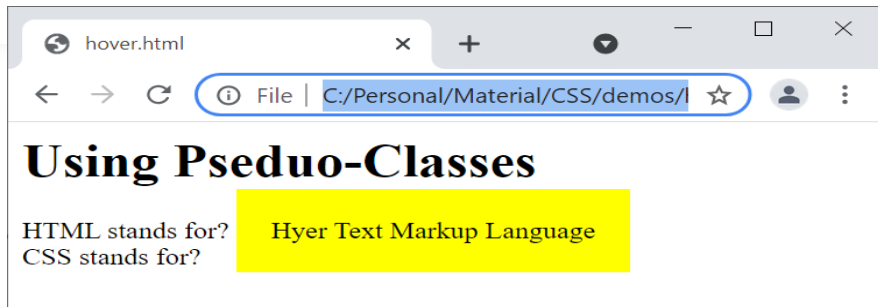 hover.html
File | C:/Personal/Material/CSS/demos/
Using Pseduo-Classes
HTML stands for? Hyer Text Markup Language
CSS stands for?